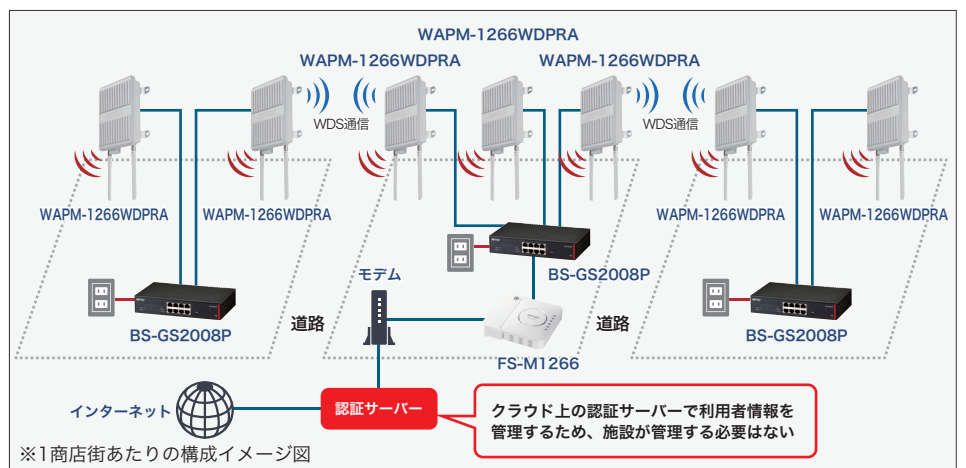 WAPM-1266WDPRA
WAPM-1266WDPRA
WAPM-1266WDPRA
WDS通信
WDS通信
WAPM-1266WDPRA
WAPM-1266WDPRA
WAPM-1266WDPRA
WAPM-1266WDPRA
BS-GS2008P
モデム
BS-GS2008P
BS-GS2008P
道路
道路
FS-M1266
インターネット
認証サーバー
クラウド上の認証サーバーで利用者情報を
管理するため、施設が管理する必要はない
※1商店街あたりの構成イメージ図